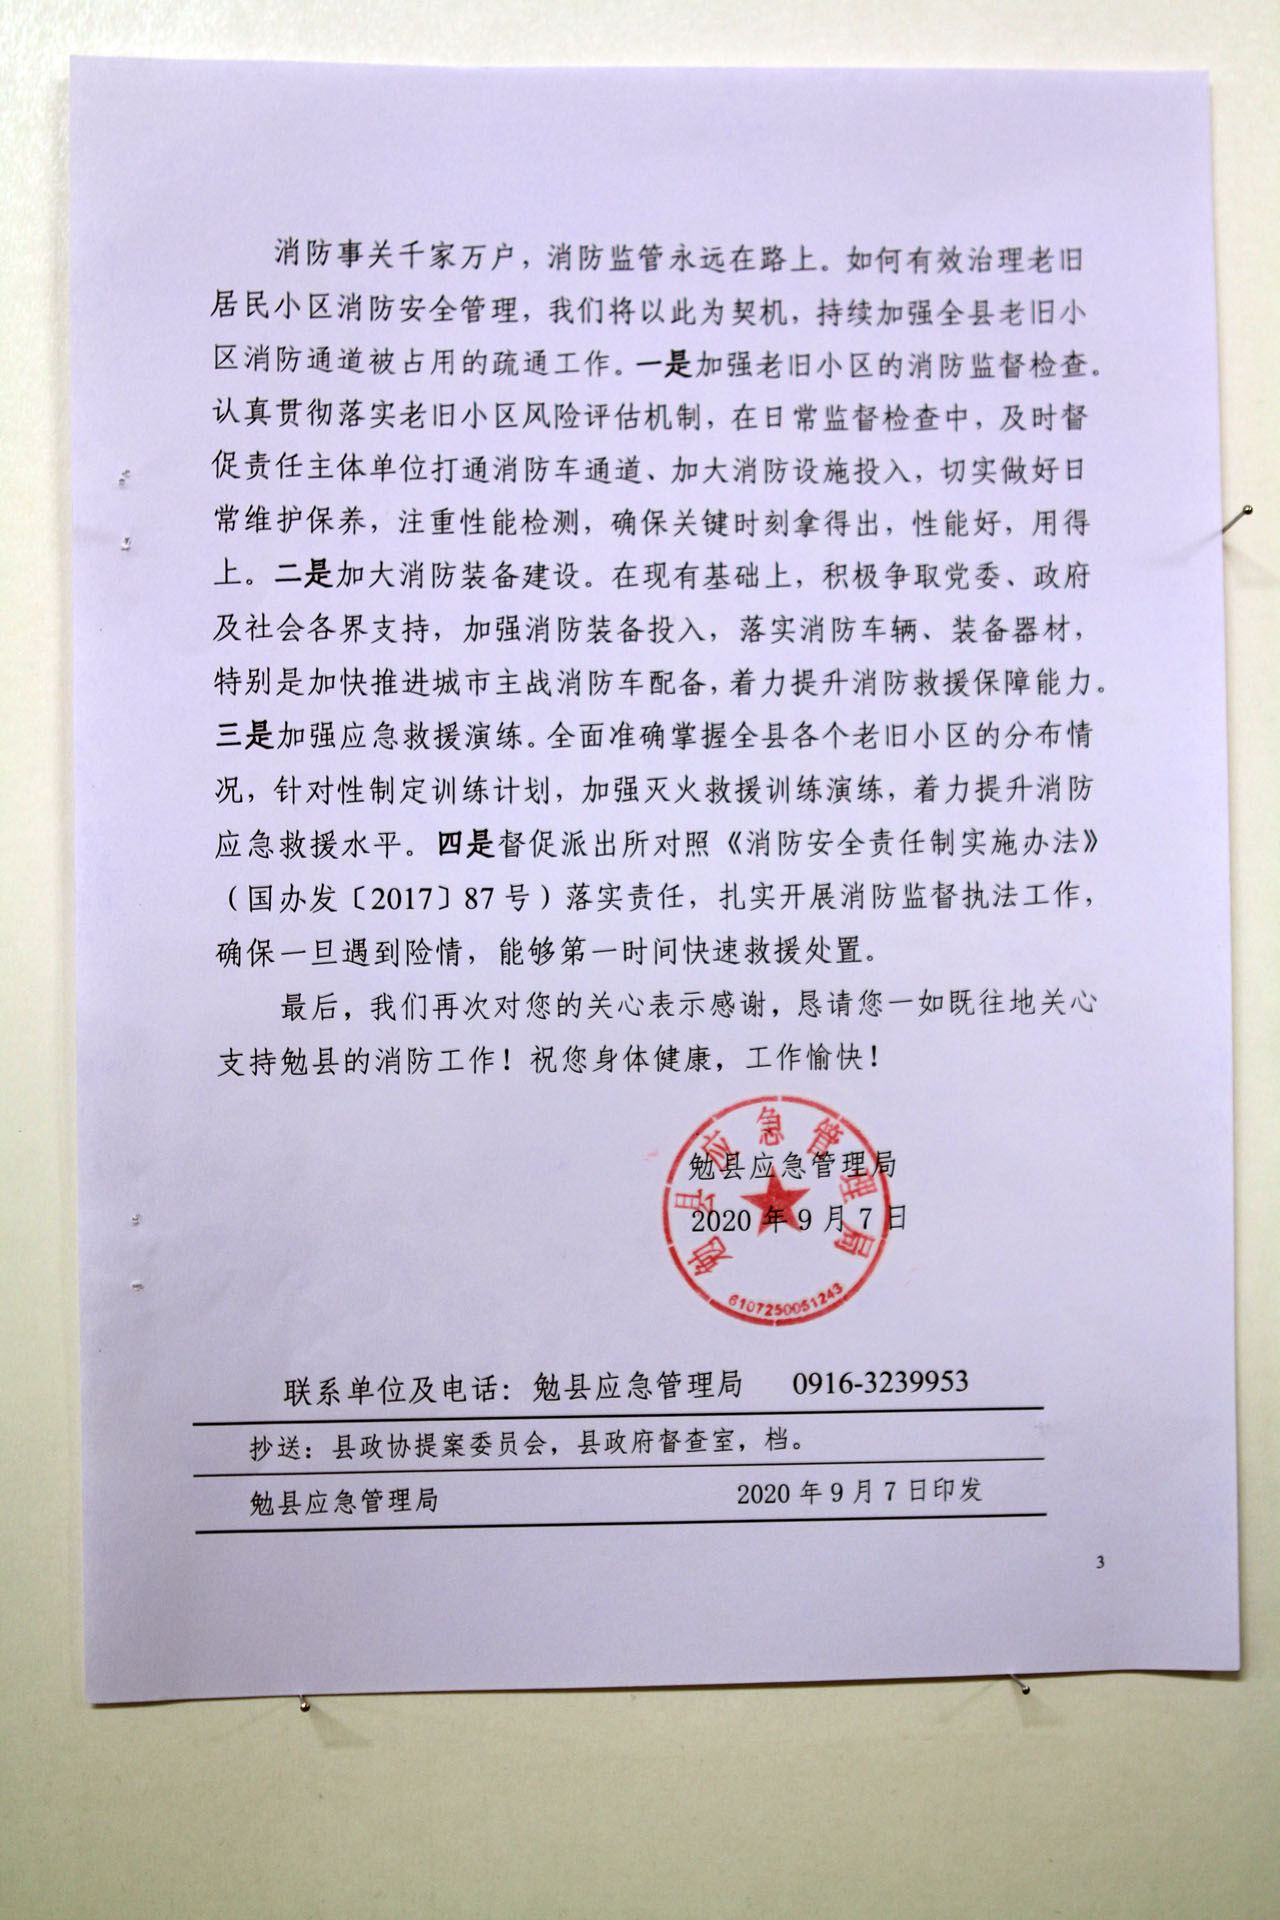 消防事关千家万户，消防监管永远在路上。如何有效治理老旧
居民小区消防安全管理，我们将以此为契机，持续加强全县老旧小
区消防通道被占用的疏通工作。一是加强老旧小区的消防监督检查。
认真贯彻落实老旧小区风险评估机制，在日常监督检查中，及时督
促责任主体单位打通消防车通道、加大消防设施投入，切实做好日
常维护保养，注重性能检测，确保关键时刻拿得出，性能好，用得
上。二是加大消防装备建设。在现有基础上，积极争取党委、政府
及社会各界支持，加强消防装备投入，落实消防车辆、装备器材，
特别是加快推进城市主战消防车配备，着力提升消防救援保障能力。
三是加强应急救援演练。全面准确掌握全县各个老旧小区的分布情
况，针对性制定训练计划，加强灭火救援训练演练，着力提升消防
应急救援水平。四是督促派出所对照《消防安全责任制实施办法》
（国办发〔2017〕87号）落实责任，扎实开展消防监督执法工作，
确保一旦遇到险情，能够第一时间快速救援处置。
最后，我们再次对您的关心表示感谢，恳请您一如既往地关心
支持勉县的消防工作！祝您身体健康，工作愉快！
勉县应急管理局
勉县应急管理局
2020年9月7日
6107250051243
联系单位及电话：勉县应急管理局 0916-3239953
抄送：县政协提案委员会，县政府督查室，档。
勉县应急管理局 2020年9月7日印发
3